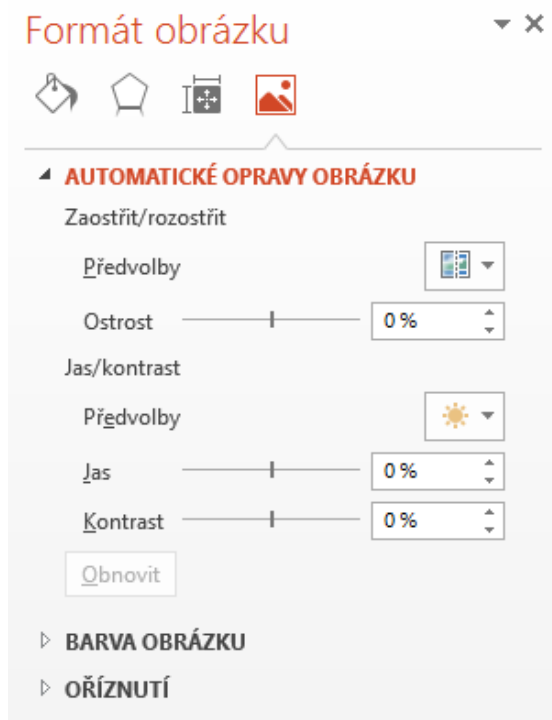 Formát obrázku
AUTOMATICKÉ OPRAVY OBRÁZKU
Zaostřit/rozostřit
Předvolby
Ostrost 0 %
Jas/kontrast
Předvolby
Jas 0 %
Kontrast 0 %
Obnovit
BARVA OBRÁZKU
OŘÍZNUTÍ